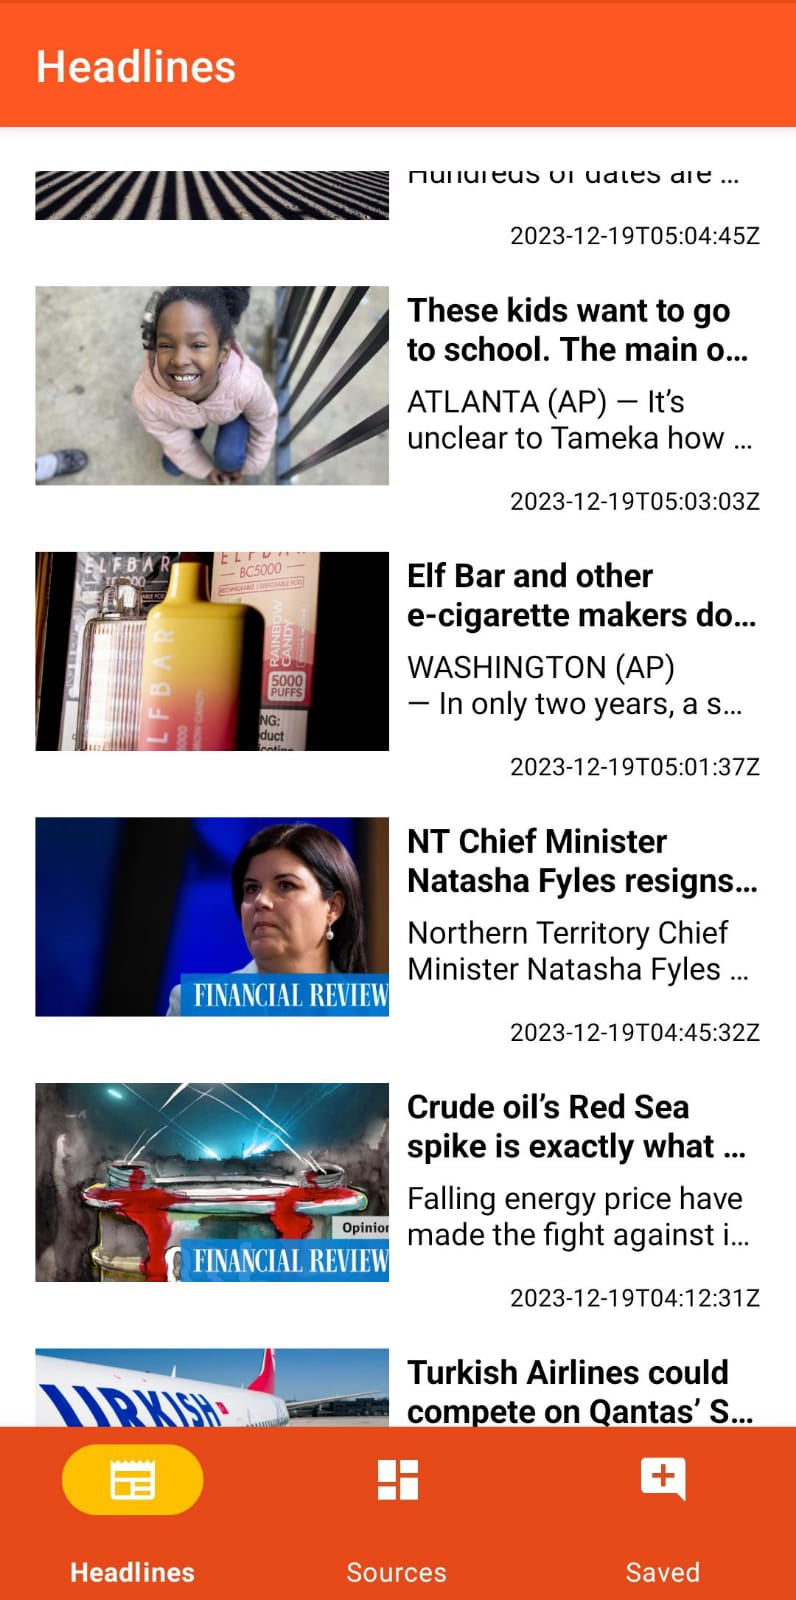 Headlines
Hundreds of dates are ...
2023-12-19T05:04:45Z
These kids want to go
to school. The main o...
ATLANTA (AP) — It’s
unclear to Tameka how ...
2023-12-19T05:03:03Z
ELFBAR
ELFBAR
BC5000
RAINBOW
CANDY
5000
PUFFS
LFBAR
Elf Bar and other
e-cigarette makers do...
WASHINGTON (AP)
— In only two years, a s...
2023-12-19T05:01:37Z
FINANCIAL REVIEW
NT Chief Minister
Natasha Fyles resigns...
Northern Territory Chief
Minister Natasha Fyles ...
2023-12-19T04:45:32Z
Opinion
FINANCIAL REVIEW
Crude oil’s Red Sea
spike is exactly what ...
Falling energy price have
made the fight against i...
2023-12-19T04:12:31Z
URKISH
Turkish Airlines could
compete on Qantas’ S...
Headlines
Sources
Saved